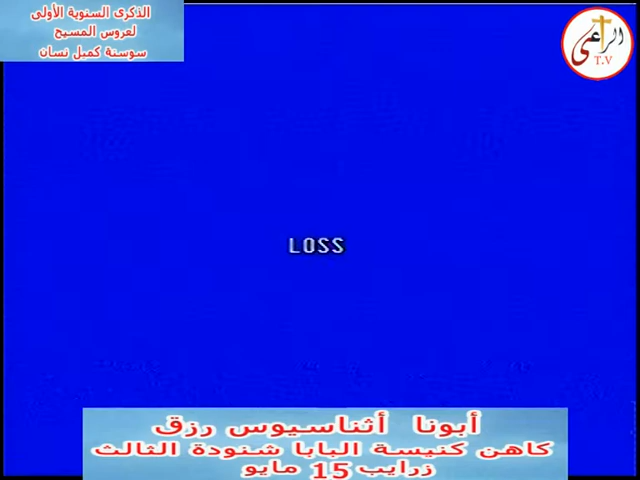 الذكرى السنوية الأولى
لعروس المسيح
سوسنة كميل نسان
الراعى
T.V
LOSS
أبونا أثناسيوس رزق
كاهن كنيسة البابا شنودة الثالث
زرايب 15 مايو